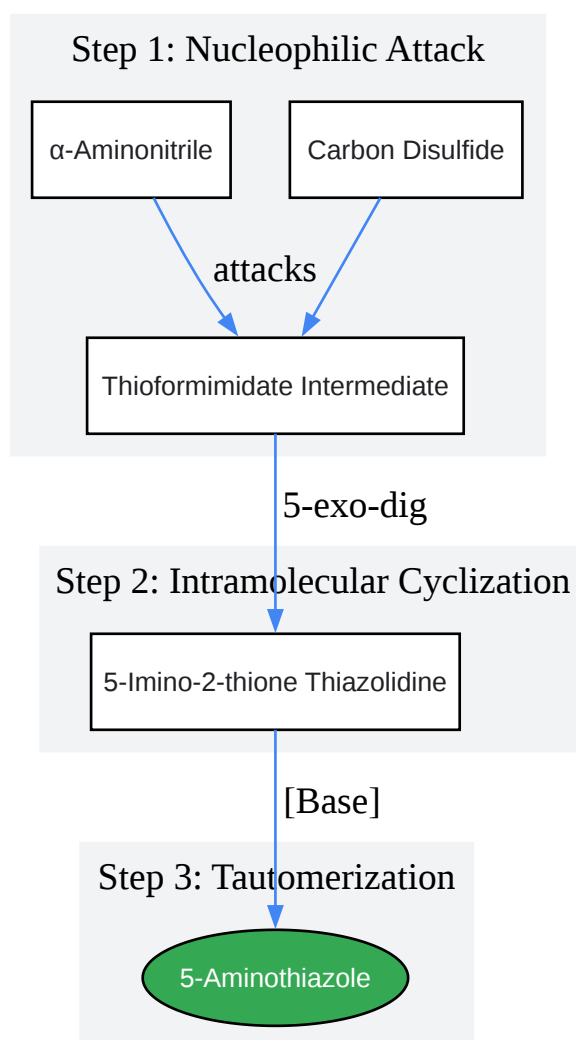 Step 1: Nucleophilic Attack
α-Aminonitrile
Carbon Disulfide
attacks
Thioformimidate Intermediate
5-exo-dig
Step 2: Intramolecular Cyclization
5-Imino-2-thione Thiazolidine
[Base]
Step 3: Tautomerization
5-Aminothiazole